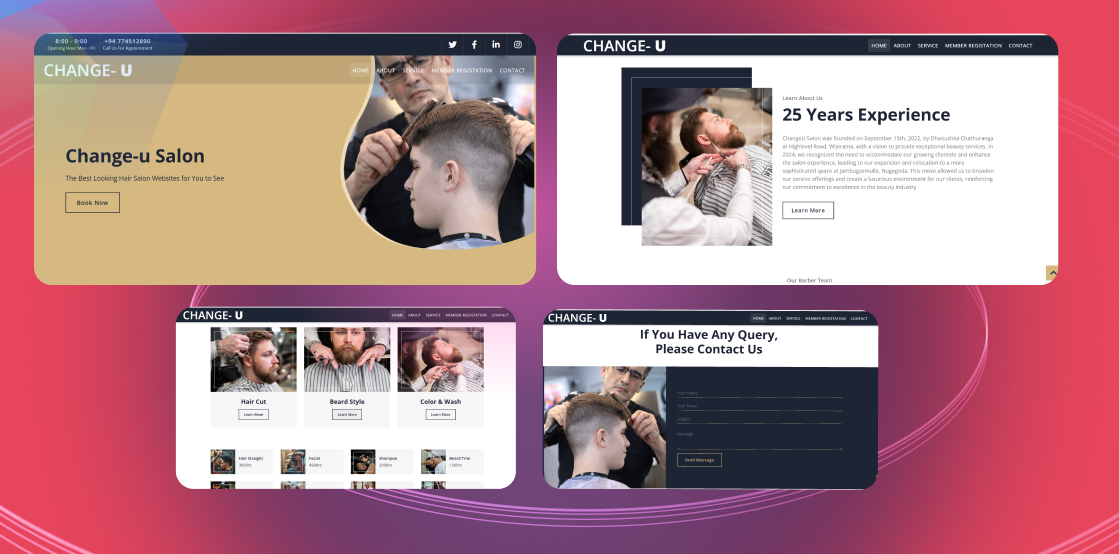 8:00 - 9:00
Opening Hour Mon - Fri
+94 774512890
Call Us For Appointment
CHANGE- U
HOME ABOUT SERVICE MEMBER REGISTATION CONTACT
Change-u Salon
The Best Looking Hair Salon Websites for You to See
Book Now
CHANGE- U
HOME ABOUT SERVICE MEMBER REGISTATION CONTACT
Learn About Us
25 Years Experience
ChangeU Salon was founded on September 15th, 2022, by Dhanushka Chathuranga
at Highlevel Road, Wijerama, with a vision to provide exceptional beauty services. In
2024, we recognized the need to accommodate our growing clientele and enhance
the salon experience, leading to our expansion and relocation to a more
sophisticated space at Jambugasmulla, Nugegoda. This move allowed us to broaden
our service offerings and create a luxurious environment for our clients, reinforcing
our commitment to excellence in the beauty industry
Learn More
Our Barber Team
CHANGE- U
HOME ABOUT SERVICE MEMBER REGISTATION CONTACT
Hair Cut
Learn More
Beard Style
Learn More
Color & Wash
Learn More
Hair Straight
Facial
Shampoo
Beard Trim
CHANGE- U
HOME ABOUT SERVICE MEMBER REGISTATION CONTACT
If You Have Any Query,
Please Contact Us
Your Name
Your Email
Subject
Message
Send Message